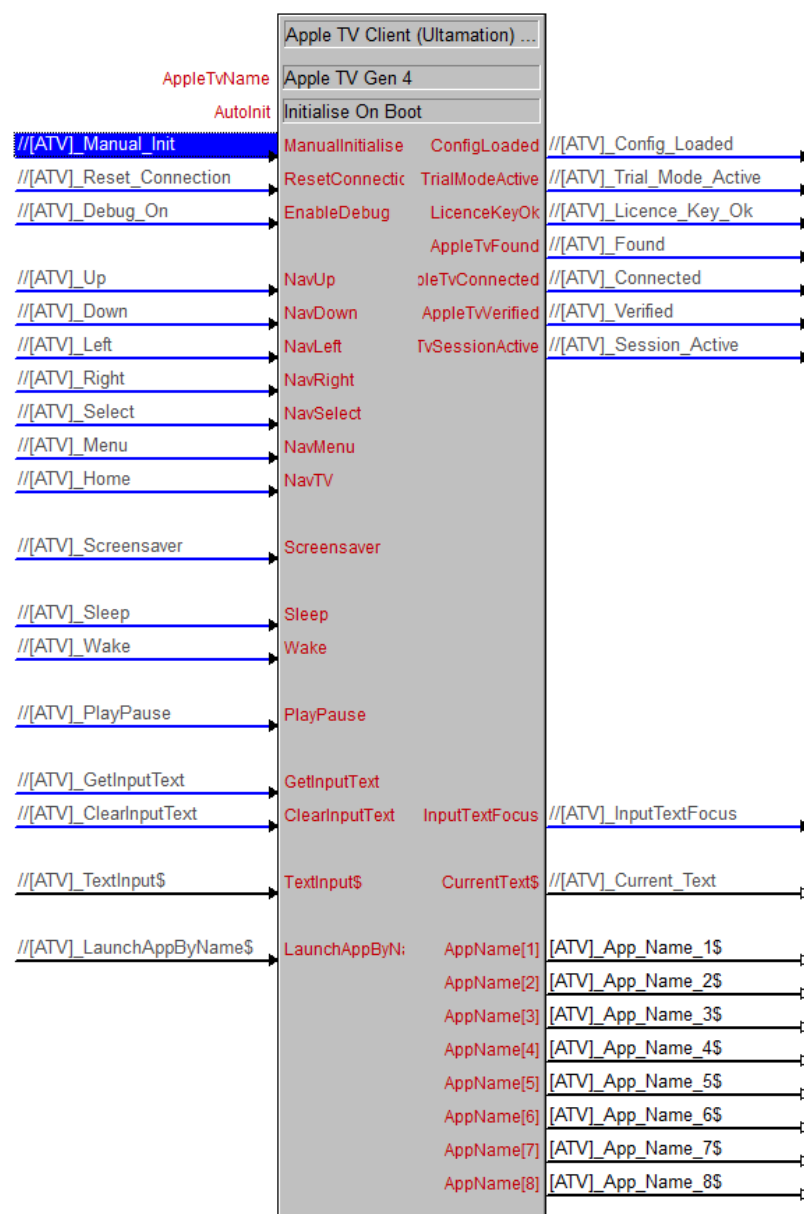 Apple TV Client (Ultamation) ...
AppleTvName Apple TV Gen 4
AutoInit Initialise On Boot
//[ATV]_Manual_Init ManualInitialise ConfigLoaded //[ATV]_Config_Loaded
//[ATV]_Reset_Connection ResetConnectic TrialModeActive //[ATV]_Trial_Mode_Active
//[ATV]_Debug_On EnableDebug LicenceKeyOk //[ATV]_Licence_Key_Ok
AppleTvFound //[ATV]_Found
//[ATV]_Up NavUp pleTvConnected //[ATV]_Connected
//[ATV]_Down NavDown AppleTvVerified //[ATV]_Verified
//[ATV]_Left NavLeft TvSessionActive //[ATV]_Session_Active
//[ATV]_Right NavRight
//[ATV]_Select NavSelect
//[ATV]_Menu NavMenu
//[ATV]_Home NavTV
//[ATV]_Screensaver Screensaver
//[ATV]_Sleep Sleep
//[ATV]_Wake Wake
//[ATV]_PlayPause PlayPause
//[ATV]_GetInputText GetInputText
//[ATV]_ClearInputText ClearInputText InputTextFocus //[ATV]_InputTextFocus
//[ATV]_TextInput$ TextInput$ CurrentText$ //[ATV]_Current_Text
//[ATV]_LaunchAppByName$ LaunchAppByNa AppName[1] [ATV]_App_Name_1$
AppName[2] [ATV]_App_Name_2$
AppName[3] [ATV]_App_Name_3$
AppName[4] [ATV]_App_Name_4$
AppName[5] [ATV]_App_Name_5$
AppName[6] [ATV]_App_Name_6$
AppName[7] [ATV]_App_Name_7$
AppName[8] [ATV]_App_Name_8$